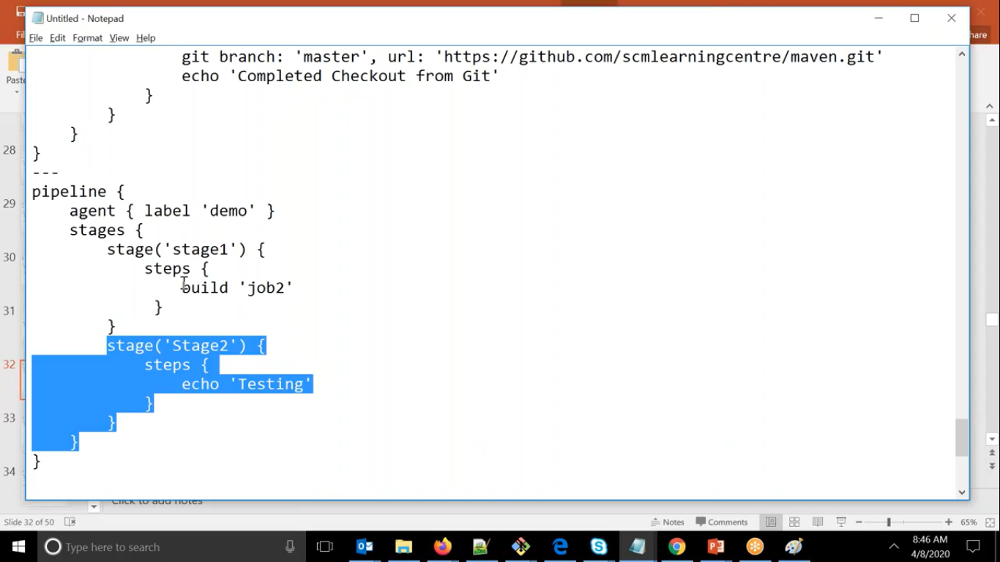 Untitled - Notepad
File Edit Format View Help
Fil
hare
Paste
git branch: 'master', url: 'https://github.com/scmlearningcentre/maven.git'
echo 'Completed Checkout from Git'
}
}
}
}
---
pipeline {
agent { label 'demo' }
stages {
stage('stage1') {
steps {
build 'job2'
}
}
stage('Stage2') {
steps {
echo 'Testing'
}
}
}
}
28
29
30
31
32
33
34
Click to add notes
Slide 32 of 50
Notes
Comments
65%
Type here to search
8:46 AM
4/8/2020